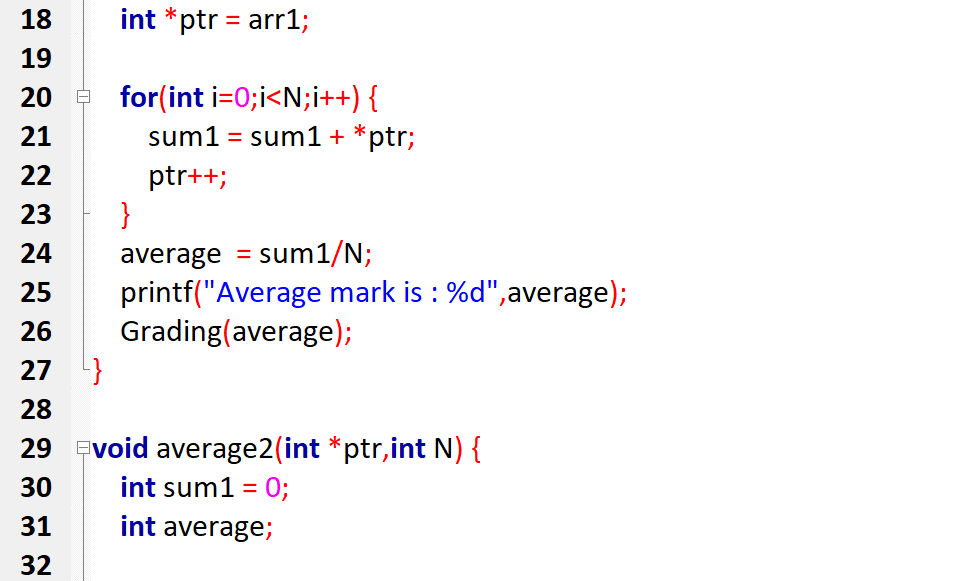 18 int *ptr = arr1;
19
20 for(int i=0;i<N;i++) {
21 sum1 = sum1 + *ptr;
22 ptr++;
23 }
24 average  = sum1/N;
25 printf("Average mark is : %d",average);
26 Grading(average);
27 }
28
29 void average2(int *ptr,int N) {
30 int sum1 = 0;
31 int average;
32